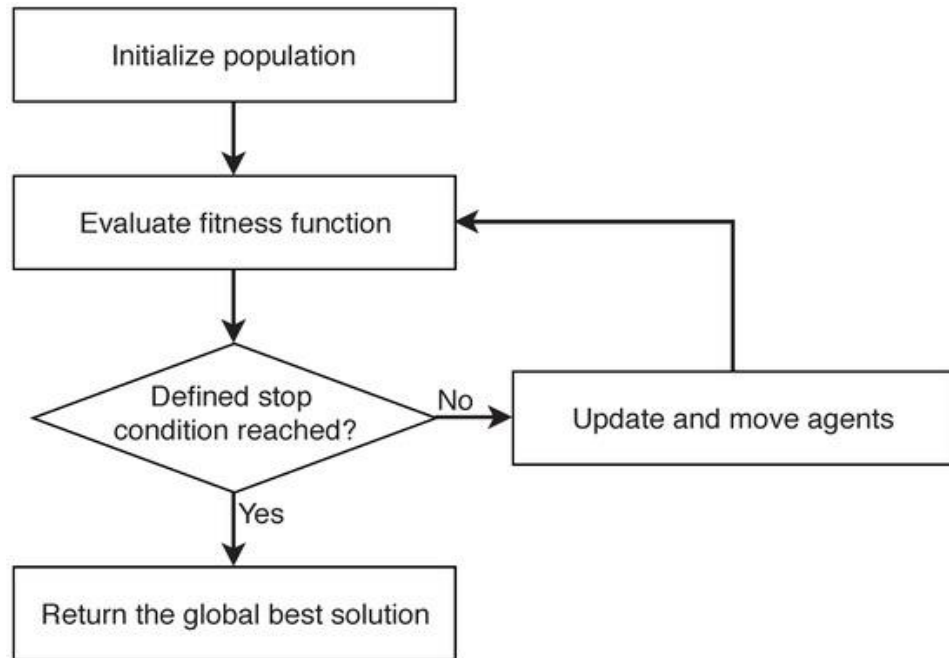 Initialize population
Evaluate fitness function
Defined stop
condition reached?
No
Update and move agents
Yes
Return the global best solution